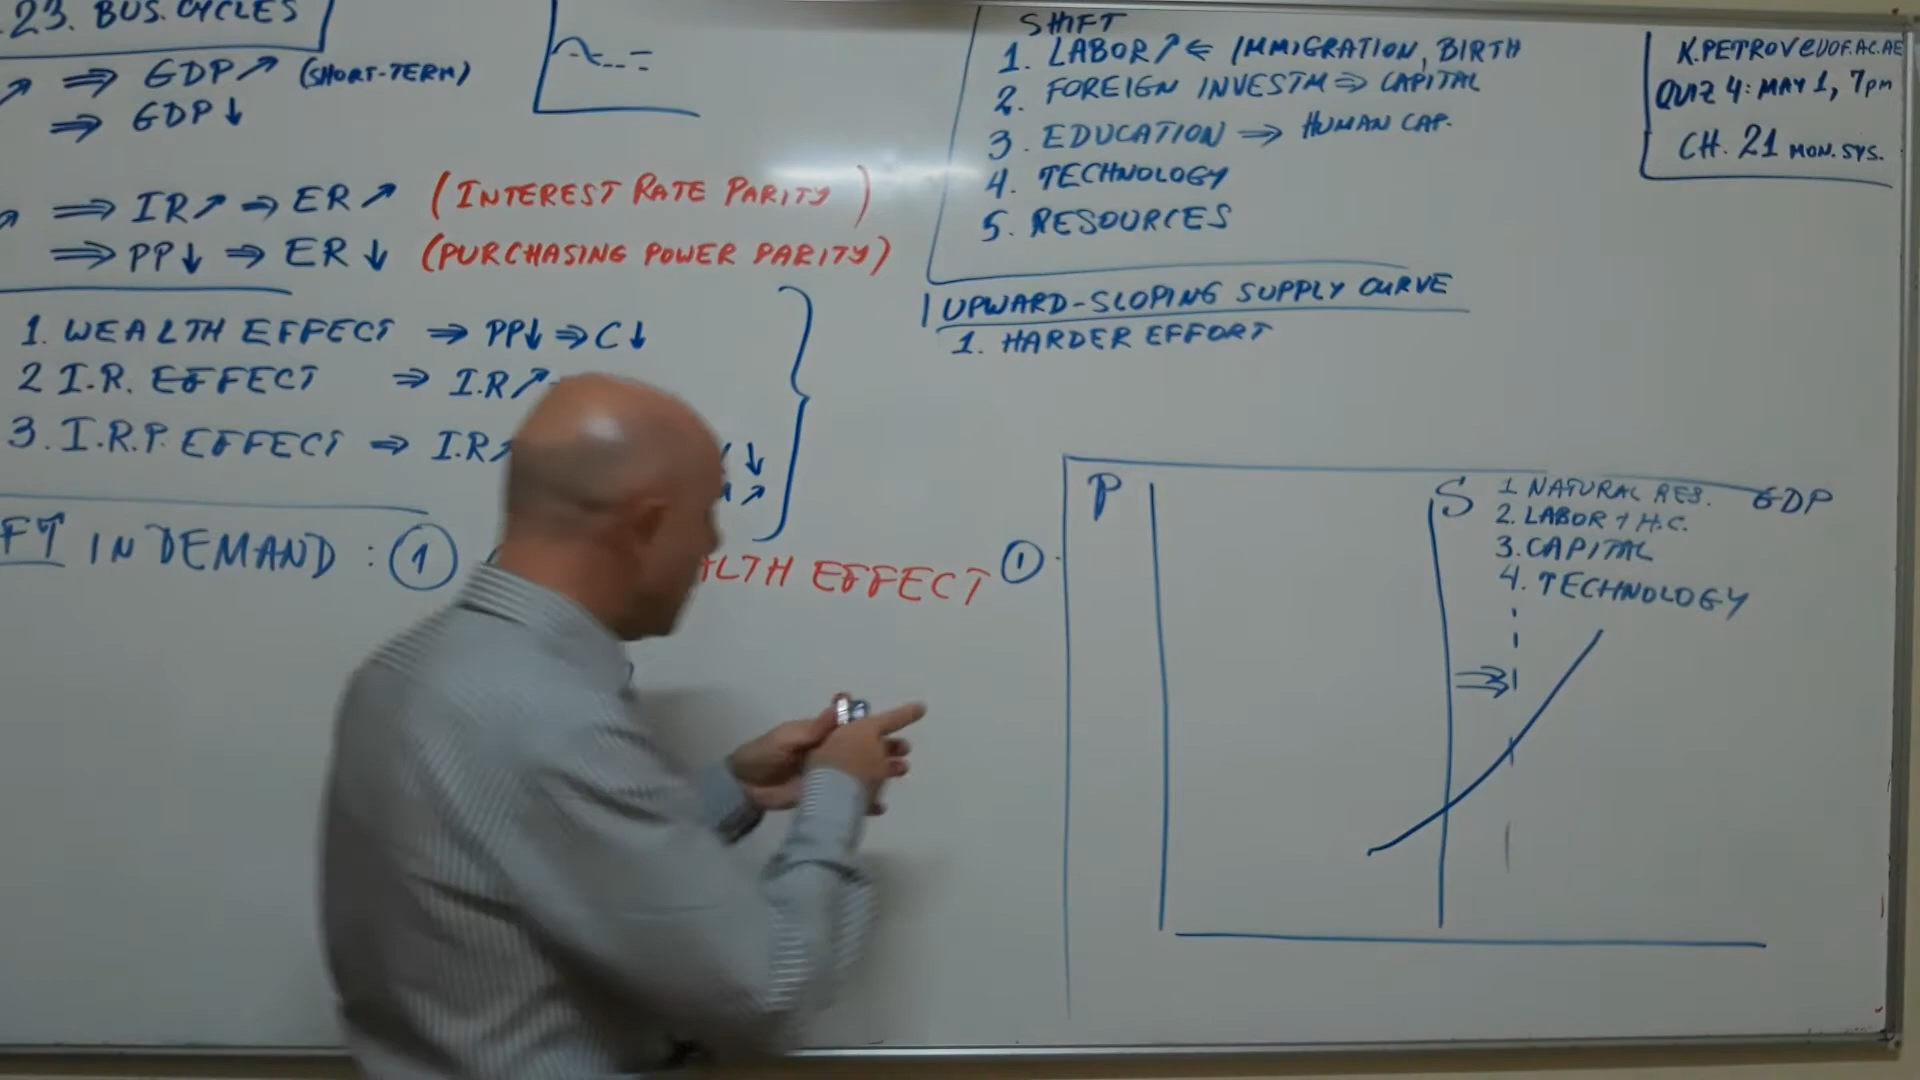 23. BUS. CYCLES
↗ ⇒ GDP↗ (SHORT-TERM)
⇒ GDP↓
↗ ⇒ IR↗ ⇒ ER↗ (INTEREST RATE PARITY)
⇒ PP↓ ⇒ ER↓ (PURCHASING POWER PARITY)
1. WEALTH EFFECT ⇒ PP↓ ⇒ C↓
2 I.R. EFFECT ⇒ I.R↗
3. I.R.P. EFFECT ⇒ I.R↗
↓
↗
FT IN DEMAND : ①
ALTH EFFECT
SHIFT
1. LABOR↗ ⇐ IMMIGRATION, BIRTH
2. FOREIGN INVESTM ⇒ CAPITAL
3. EDUCATION ⇒ HUMAN CAP.
4. TECHNOLOGY
5. RESOURCES
UPWARD-SLOPING SUPPLY CURVE
1. HARDER EFFORT
K.PETROV@UOF.AC.AE
QUIZ 4: MAY 1, 7pm
CH. 21 MON. SYS.
①
P
S
1 NATURAL RES. GDP
2. LABOR + H.C.
3. CAPITAL
4. TECHNOLOGY